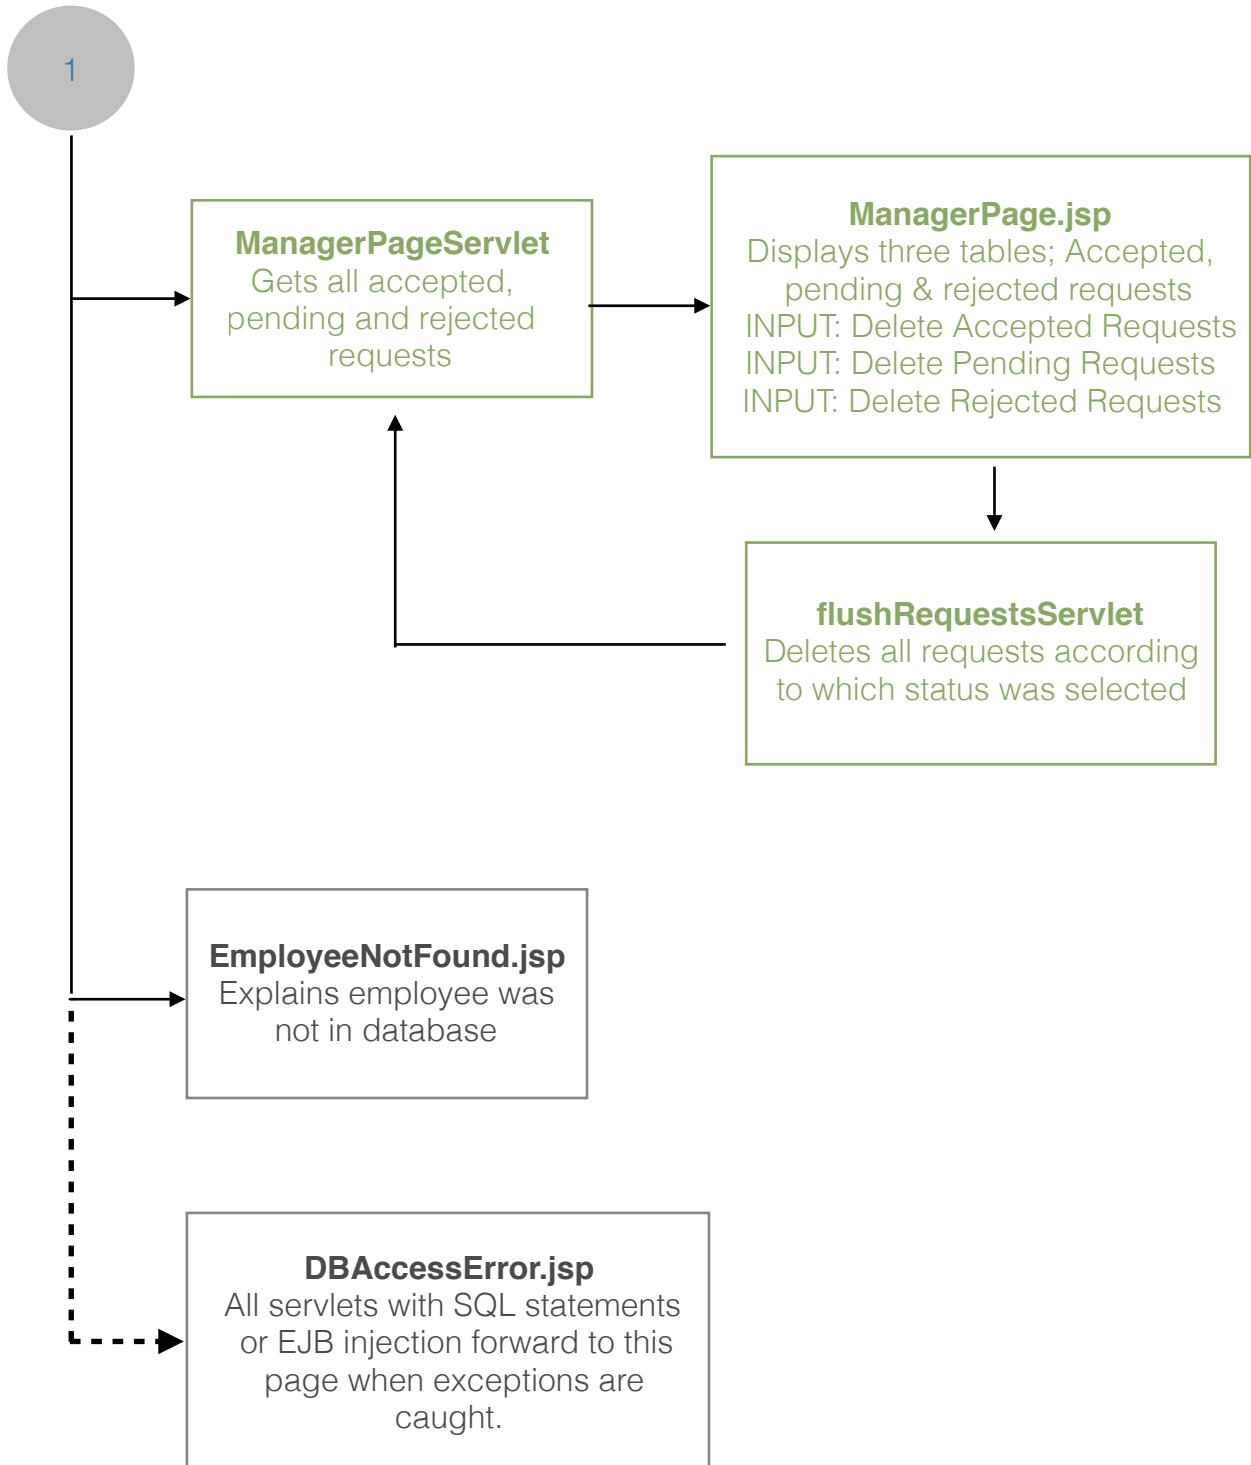 1
ManagerPageServlet
Gets all accepted,
pending and rejected
requests
ManagerPage.jsp
Displays three tables; Accepted,
pending & rejected requests
INPUT: Delete Accepted Requests
INPUT: Delete Pending Requests
INPUT: Delete Rejected Requests
flushRequestsServlet
Deletes all requests according
to which status was selected
EmployeeNotFound.jsp
Explains employee was
not in database
DBAccessError.jsp
All servlets with SQL statements
or EJB injection forward to this
page when exceptions are
caught.